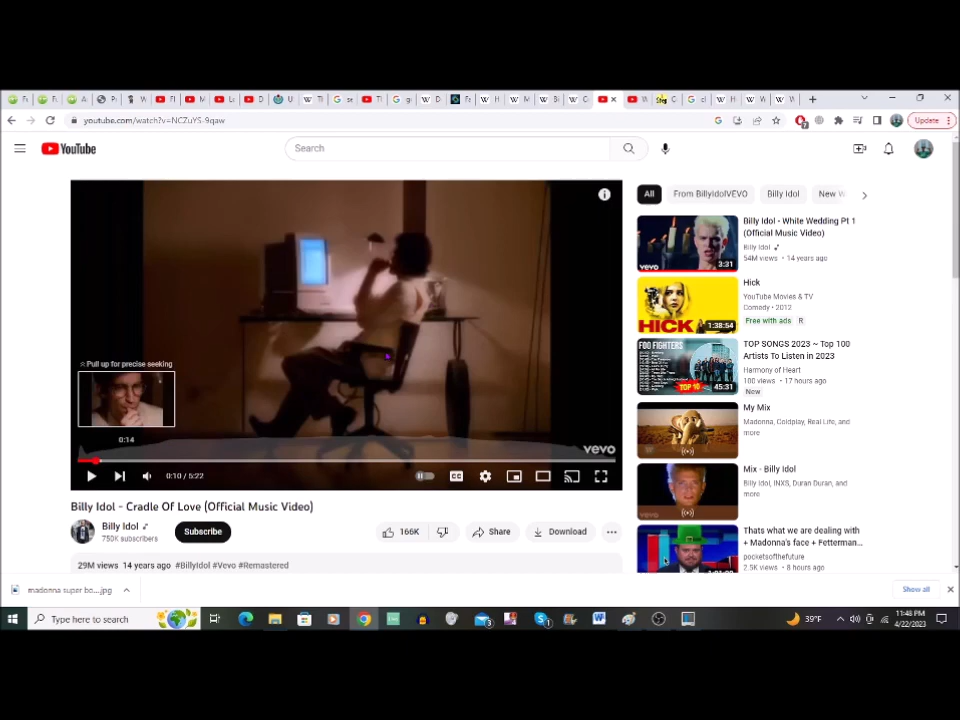 youtube.com/watch?v=NCZuYS-9qaw
Update
YouTube
Search
All
From BillyIdolVEVO
Billy Idol
New W
Pull up for precise seeking
0:14
vevo
0:10 / 5:22
Billy Idol - Cradle Of Love (Official Music Video)
Billy Idol
750K subscribers
Subscribe
166K
Share
Download
29M views 14 years ago #BillyIdol #Vevo #Remastered
vevo
3:31
Billy Idol - White Wedding Pt 1
(Official Music Video)
Billy Idol
54M views • 14 years ago
HICK
1:38:54
Hick
YouTube Movies & TV
Comedy • 2012
Free with ads R
FOO FIGHTERS
TOP 10
45:31
TOP SONGS 2023 ~ Top 100
Artists To Listen in 2023
Harmony of Heart
100 views • 17 hours ago
New
My Mix
Madonna, Coldplay, Real Life, and
more
Mix - Billy Idol
Billy Idol, INXS, Duran Duran, and
more
Thats what we are dealing with
+ Madonna's face + Fetterman...
pocketsofthefuture
2.5K views • 8 hours ago
madonna super bo....jpg
Show all
Type here to search
39°F
11:48 PM
4/22/2023